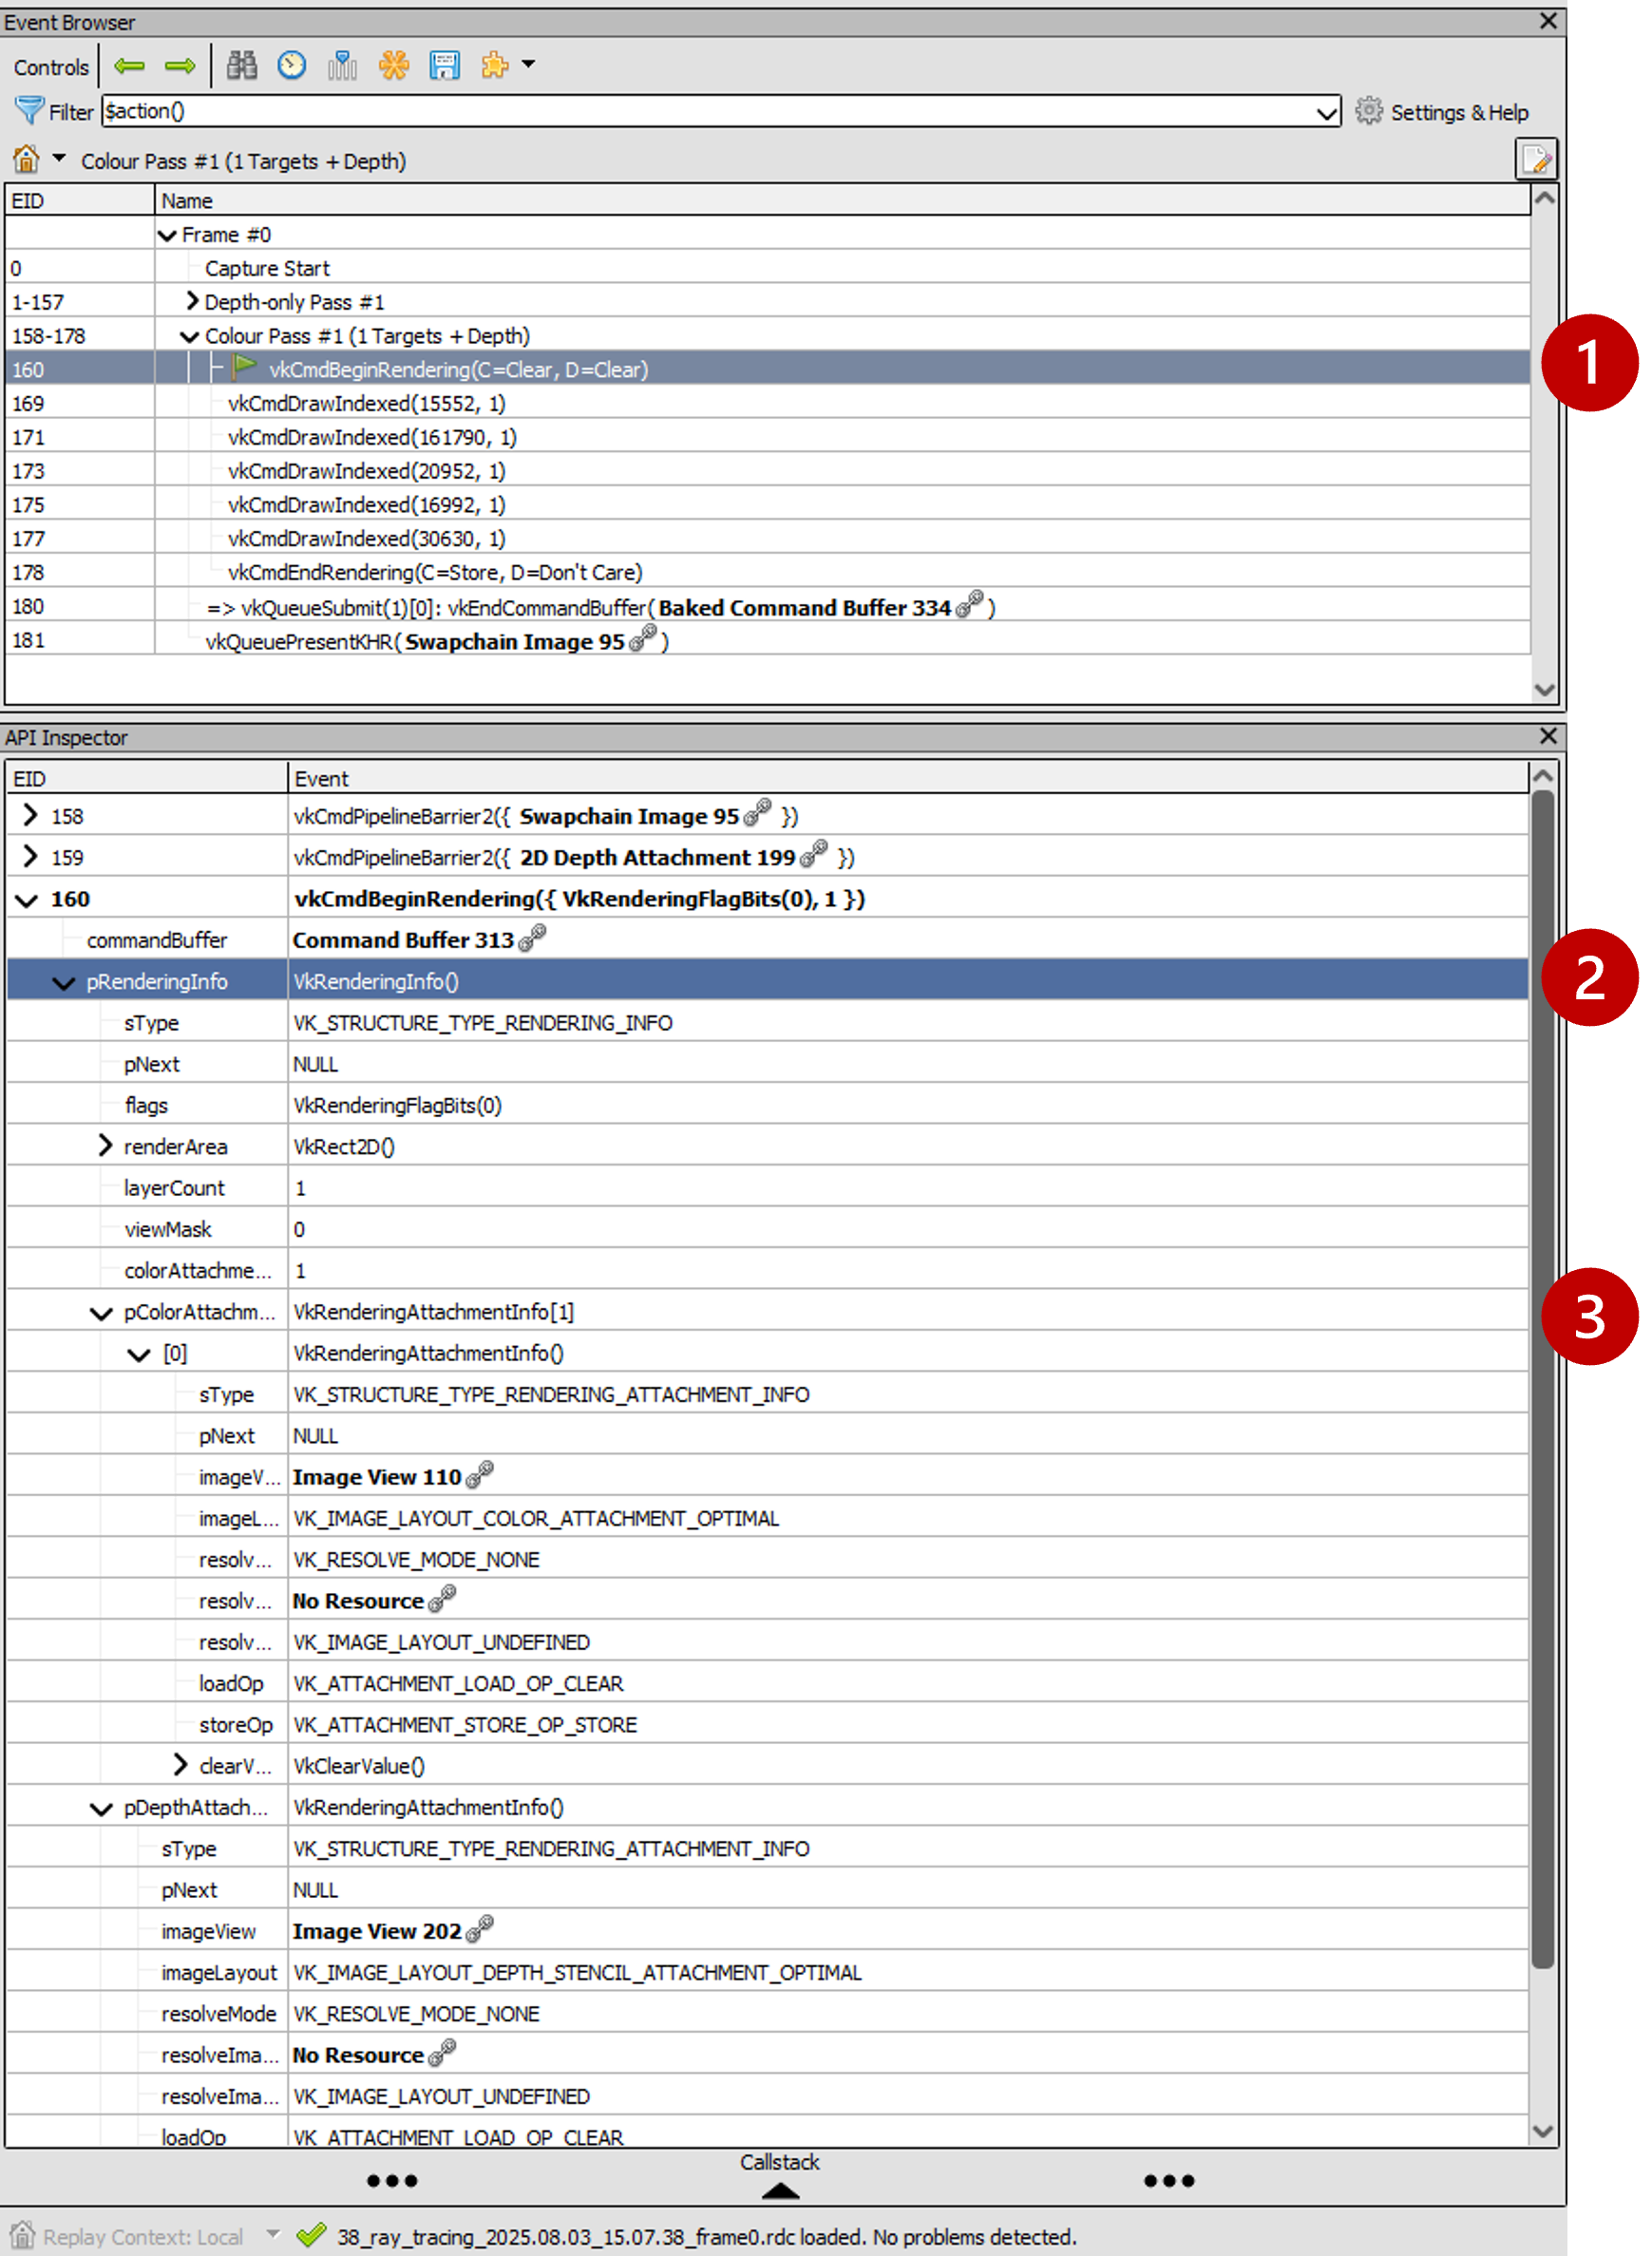 Event Browser
Controls
Filter $action() Settings & Help
Colour Pass #1 (1 Targets + Depth)
EID Name
Frame #0
0 Capture Start
1-157 Depth-only Pass #1
158-178 Colour Pass #1 (1 Targets + Depth)
160 vkCmdBeginRendering(C=Clear, D=Clear)
1
169 vkCmdDrawIndexed(15552, 1)
171 vkCmdDrawIndexed(161790, 1)
173 vkCmdDrawIndexed(20952, 1)
175 vkCmdDrawIndexed(16992, 1)
177 vkCmdDrawIndexed(30630, 1)
178 vkCmdEndRendering(C=Store, D=Don't Care)
180 => vkQueueSubmit(1)[0]: vkEndCommandBuffer( Baked Command Buffer 334 )
181 vkQueuePresentKHR( Swapchain Image 95 )
API Inspector
EID Event
158 vkCmdPipelineBarrier2({ Swapchain Image 95 })
159 vkCmdPipelineBarrier2({ 2D Depth Attachment 199 })
160 vkCmdBeginRendering({ VkRenderingFlagBits(0), 1 })
commandBuffer Command Buffer 313
pRenderingInfo VkRenderingInfo()
2
sType VK_STRUCTURE_TYPE_RENDERING_INFO
pNext NULL
flags VkRenderingFlagBits(0)
renderArea VkRect2D()
layerCount 1
viewMask 0
colorAttachme... 1
pColorAttachm... VkRenderingAttachmentInfo[1]
3
[0] VkRenderingAttachmentInfo()
sType VK_STRUCTURE_TYPE_RENDERING_ATTACHMENT_INFO
pNext NULL
imageV... Image View 110
imageL... VK_IMAGE_LAYOUT_COLOR_ATTACHMENT_OPTIMAL
resolv... VK_RESOLVE_MODE_NONE
resolv... No Resource
resolv... VK_IMAGE_LAYOUT_UNDEFINED
loadOp VK_ATTACHMENT_LOAD_OP_CLEAR
storeOp VK_ATTACHMENT_STORE_OP_STORE
clearV... VkClearValue()
pDepthAttach... VkRenderingAttachmentInfo()
sType VK_STRUCTURE_TYPE_RENDERING_ATTACHMENT_INFO
pNext NULL
imageView Image View 202
imageLayout VK_IMAGE_LAYOUT_DEPTH_STENCIL_ATTACHMENT_OPTIMAL
resolveMode VK_RESOLVE_MODE_NONE
resolveIma... No Resource
resolveIma... VK_IMAGE_LAYOUT_UNDEFINED
loadOp VK_ATTACHMENT_LOAD_OP_CLEAR
Callstack
Replay Context: Local 38_ray_tracing_2025.08.03_15.07.38_frame0.rdc loaded. No problems detected.